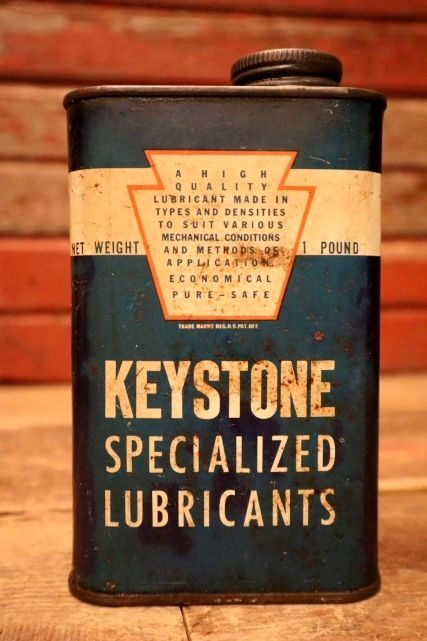 A HIGH
QUALITY
LUBRICANT MADE IN
TYPES AND DENSITIES
TO SUIT VARIOUS
MECHANICAL CONDITIONS
NET WEIGHT AND METHODS OF 1 POUND
APPLICATION
ECONOMICAL
PURE-SAFE
TRADE MARKS REG. U.S. PAT. OFF.
KEYSTONE
SPECIALIZED
LUBRICANTS